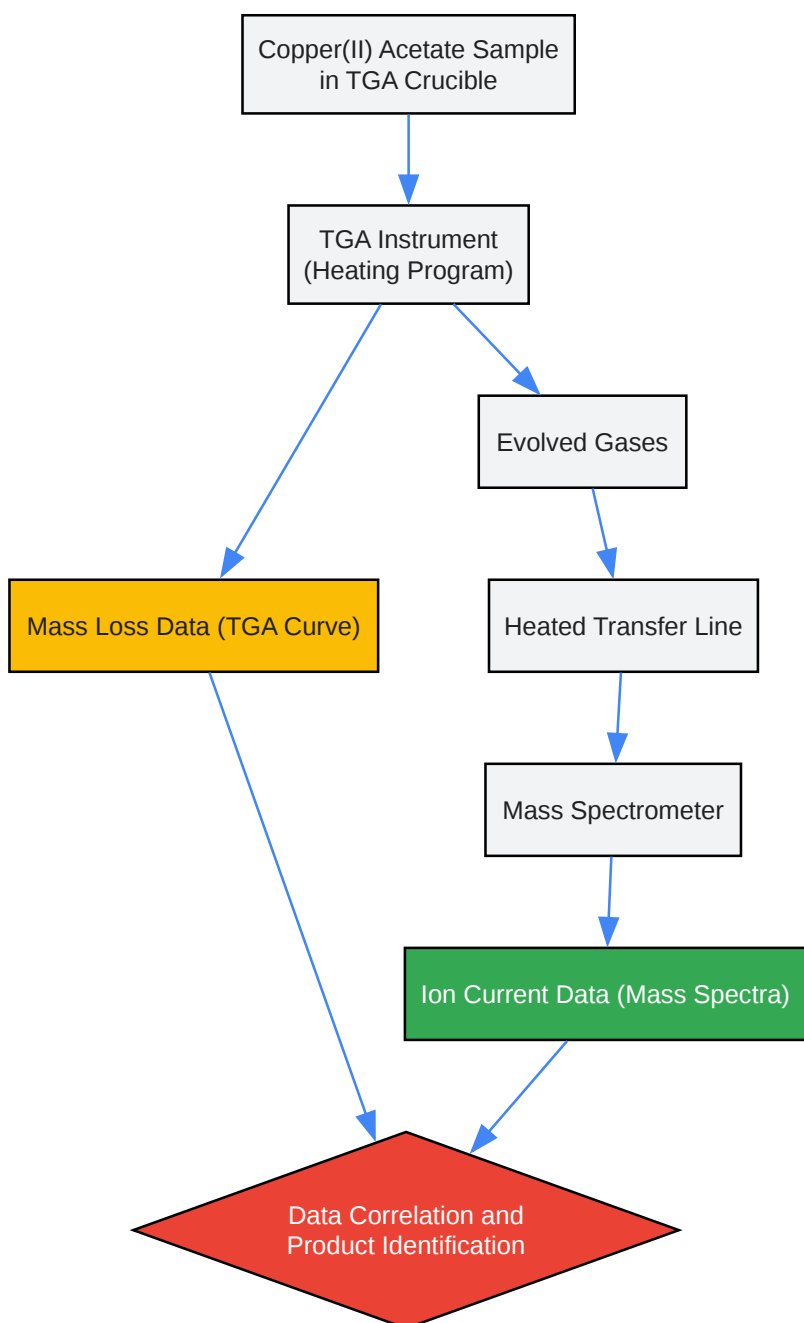 Copper(II) Acetate Sample
in TGA Crucible
TGA Instrument
(Heating Program)
Evolved Gases
Mass Loss Data (TGA Curve)
Heated Transfer Line
Mass Spectrometer
Ion Current Data (Mass Spectra)
Data Correlation and
Product Identification